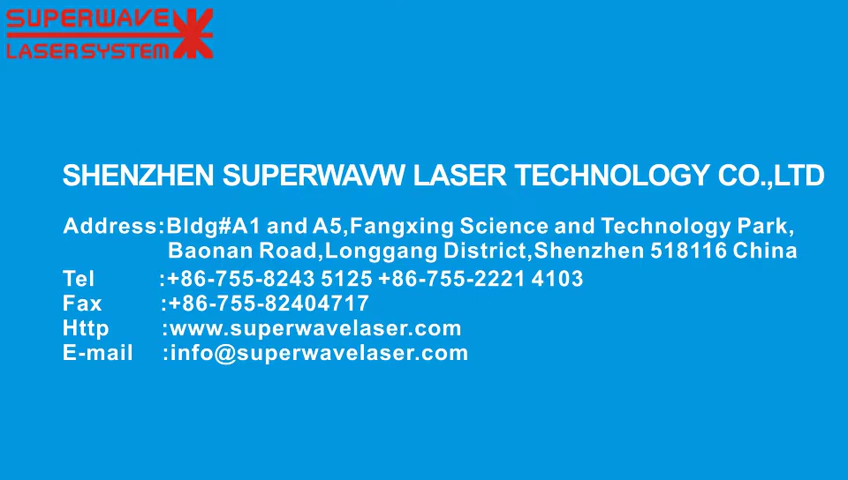 SUPERWAVE
LASERSYSTEM
SHENZHEN SUPERWAVW LASER TECHNOLOGY CO.,LTD
Address:Bldg#A1 and A5,Fangxing Science and Technology Park,
Baonan Road,Longgang District,Shenzhen 518116 China
Tel :+86-755-8243 5125 +86-755-2221 4103
Fax :+86-755-82404717
Http :www.superwavelaser.com
E-mail :info@superwavelaser.com